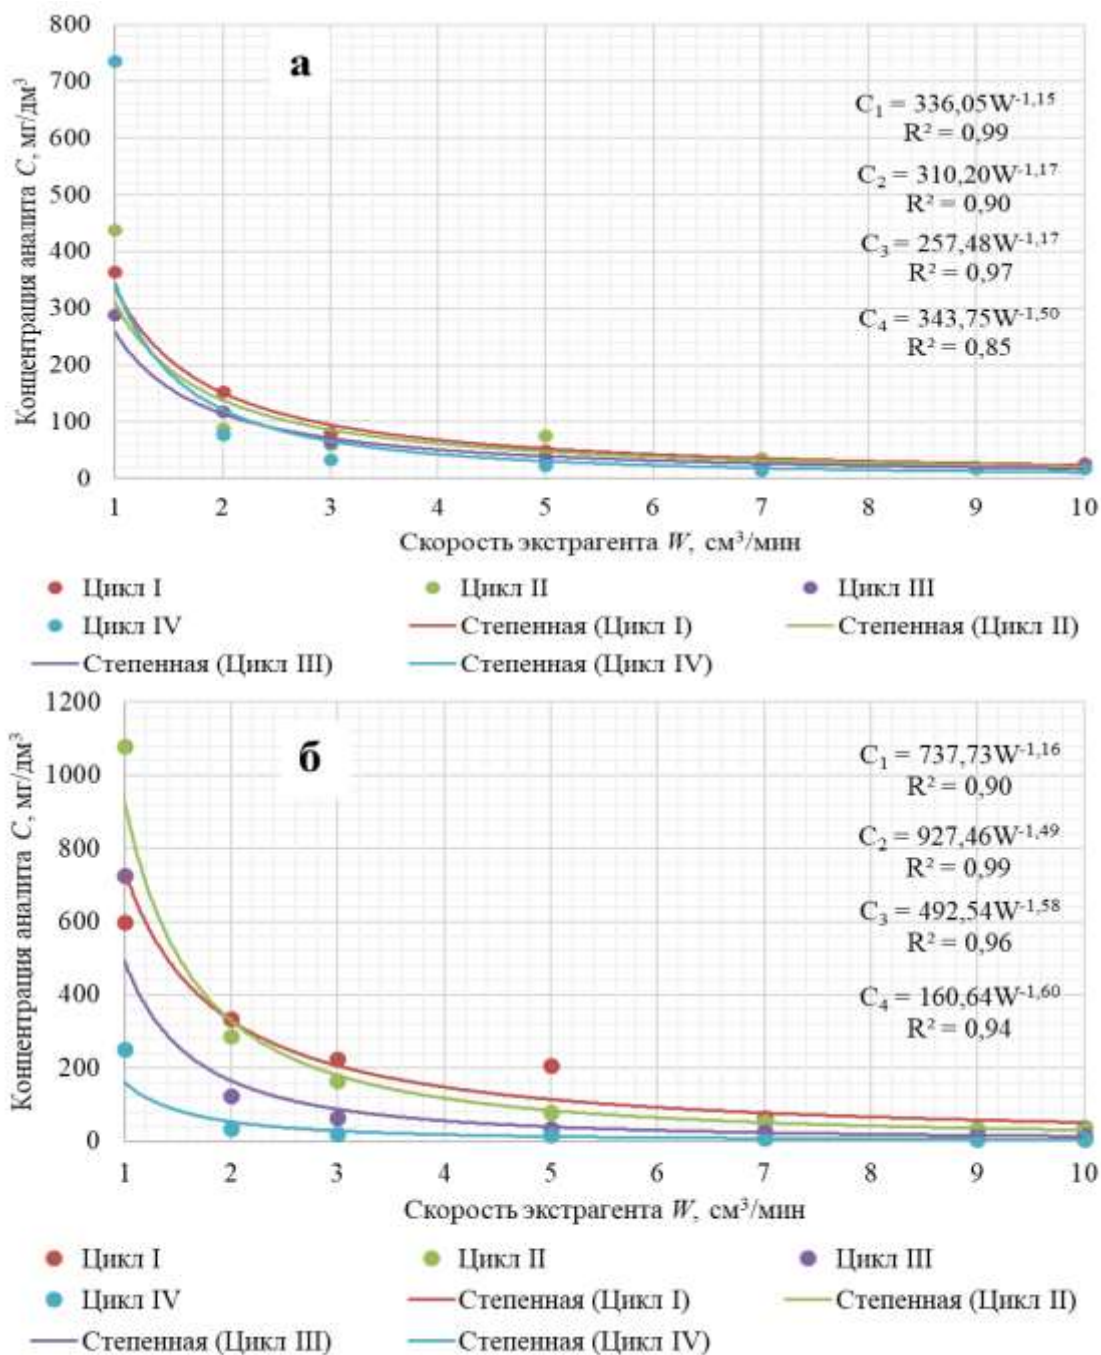 800
а
700
C₁ = 336,05W⁻¹,¹⁵
R² = 0,99
600
C₂ = 310,20W⁻¹,¹⁷
R² = 0,90
500
C₃ = 257,48W⁻¹,¹⁷
R² = 0,97
400
C₄ = 343,75W⁻¹,⁵⁰
R² = 0,85
300
200
100
0
Концентрация аналита C, мг/дм³
1 2 3 4 5 6 7 8 9 10
Скорость экстрагента W, см³/мин
Цикл I Цикл II Цикл III
Цикл IV Степенная (Цикл I) Степенная (Цикл II)
Степенная (Цикл III) Степенная (Цикл IV)
1200
б
C₁ = 737,73W⁻¹,¹⁶
R² = 0,90
1000
C₂ = 927,46W⁻¹,⁴⁹
R² = 0,99
800
C₃ = 492,54W⁻¹,⁵⁸
R² = 0,96
600
C₄ = 160,64W⁻¹,⁶⁰
R² = 0,94
400
200
0
Концентрация аналита C, мг/дм³
1 2 3 4 5 6 7 8 9 10
Скорость экстрагента W, см³/мин
Цикл I Цикл II Цикл III
Цикл IV Степенная (Цикл I) Степенная (Цикл II)
Степенная (Цикл III) Степенная (Цикл IV)